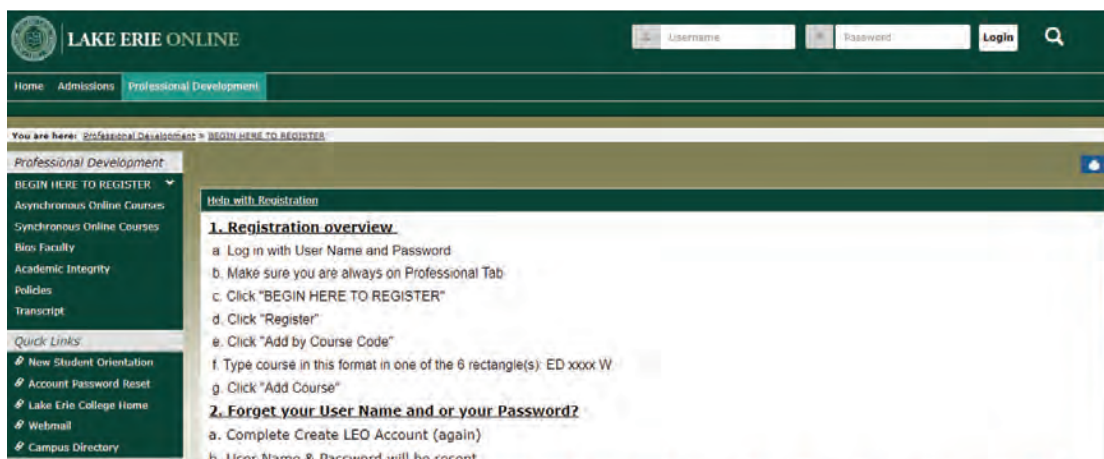 LAKE ERIE ONLINE
Username
Password
Login
Home Admissions Professional Development
You are here: Professional Development > BEGIN HERE TO REGISTER
Professional Development
BEGIN HERE TO REGISTER
Asynchronous Online Courses
Synchronous Online Courses
Bios Faculty
Academic Integrity
Policies
Transcript
Quick Links
New Student Orientation
Account Password Reset
Lake Erie College Home
Webmail
Campus Directory
Help with Registration
1. Registration overview
a. Log in with User Name and Password
b. Make sure you are always on Professional Tab
c. Click "BEGIN HERE TO REGISTER"
d. Click "Register"
e. Click "Add by Course Code"
f. Type course in this format in one of the 6 rectangle(s): ED xxxx W
g. Click "Add Course"
2. Forget your User Name and or your Password?
a. Complete Create LEO Account (again)
b. User Name & Password will be resent